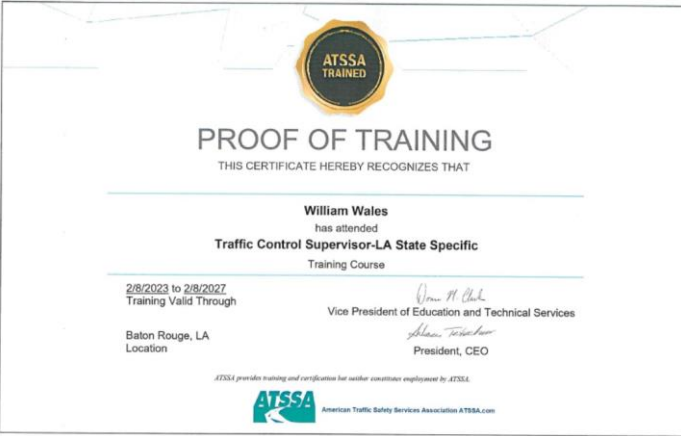 ATSSA
TRAINED
PROOF OF TRAINING
THIS CERTIFICATE HEREBY RECOGNIZES THAT
William Wales
has attended
Traffic Control Supervisor-LA State Specific
Training Course
2/8/2023 to 2/8/2027
Training Valid Through
Vice President of Education and Technical Services
Baton Rouge, LA
Location
President, CEO
ATSSA provides training and certification but neither constitutes employment by ATSSA.
ATSSA
American Traffic Safety Services Association ATSSA.com